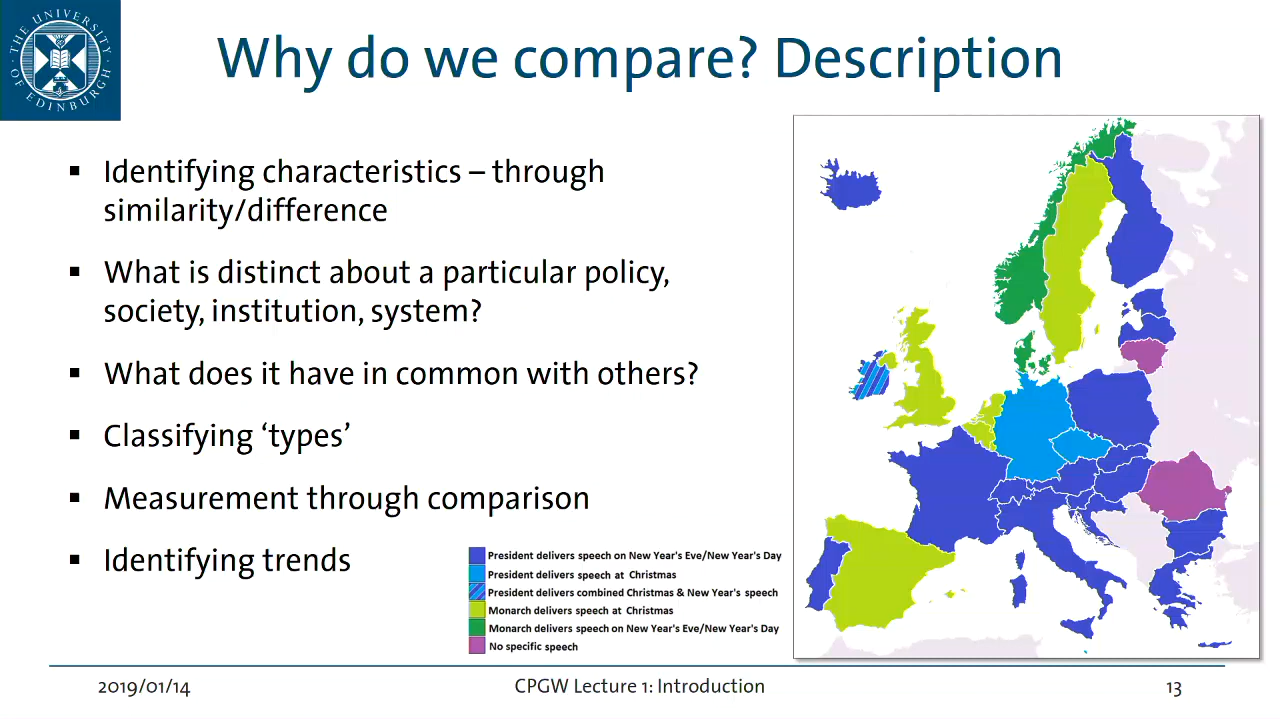 THE UNIVERSITY OF EDINBURGH
Why do we compare? Description
▪ Identifying characteristics – through
similarity/difference
▪ What is distinct about a particular policy,
society, institution, system?
▪ What does it have in common with others?
▪ Classifying ‘types’
▪ Measurement through comparison
▪ Identifying trends
President delivers speech on New Year's Eve/New Year's Day
President delivers speech at Christmas
President delivers combined Christmas & New Year's speech
Monarch delivers speech at Christmas
Monarch delivers speech on New Year's Eve/New Year's Day
No specific speech
2019/01/14
CPGW Lecture 1: Introduction
13